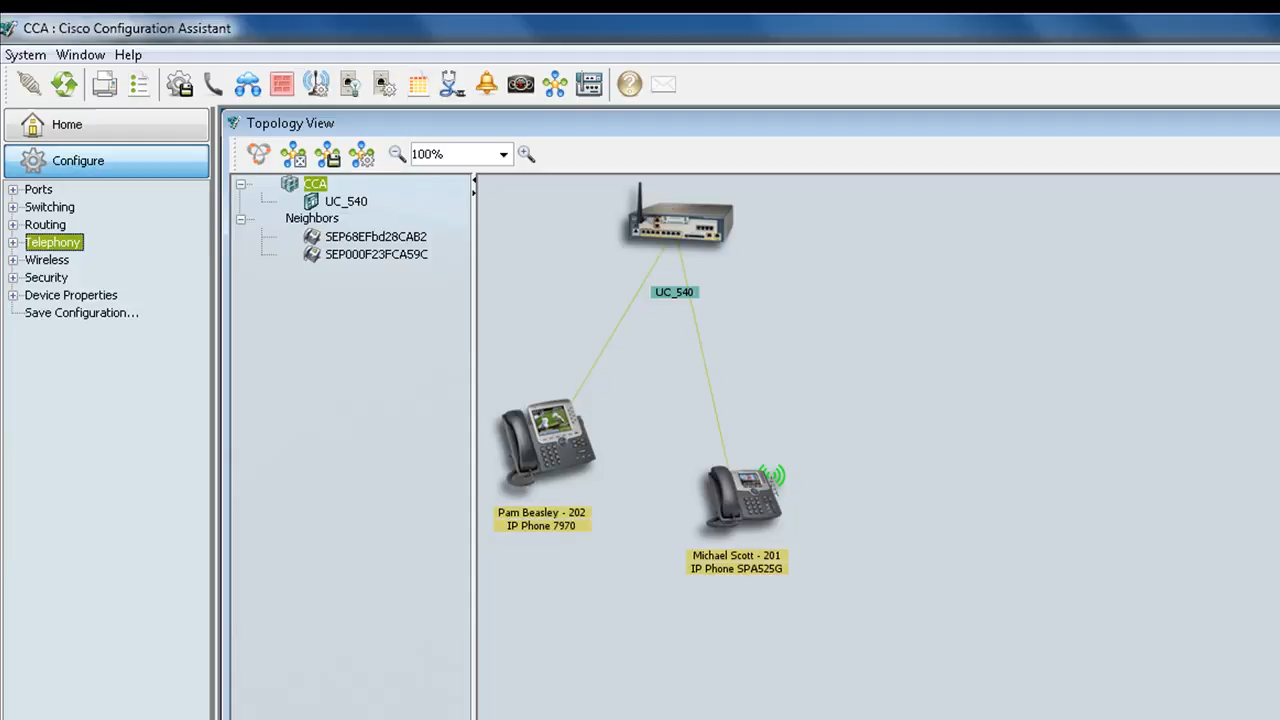 CCA : Cisco Configuration Assistant
System Window Help
Home
Configure
Ports
Switching
Routing
Telephony
Wireless
Security
Device Properties
Save Configuration...
Topology View
100%
CCA
UC_540
Neighbors
SEP68EFbd28CAB2
SEP000F23FCA59C
UC_540
Pam Beasley - 202
IP Phone 7970
Michael Scott - 201
IP Phone SPA525G